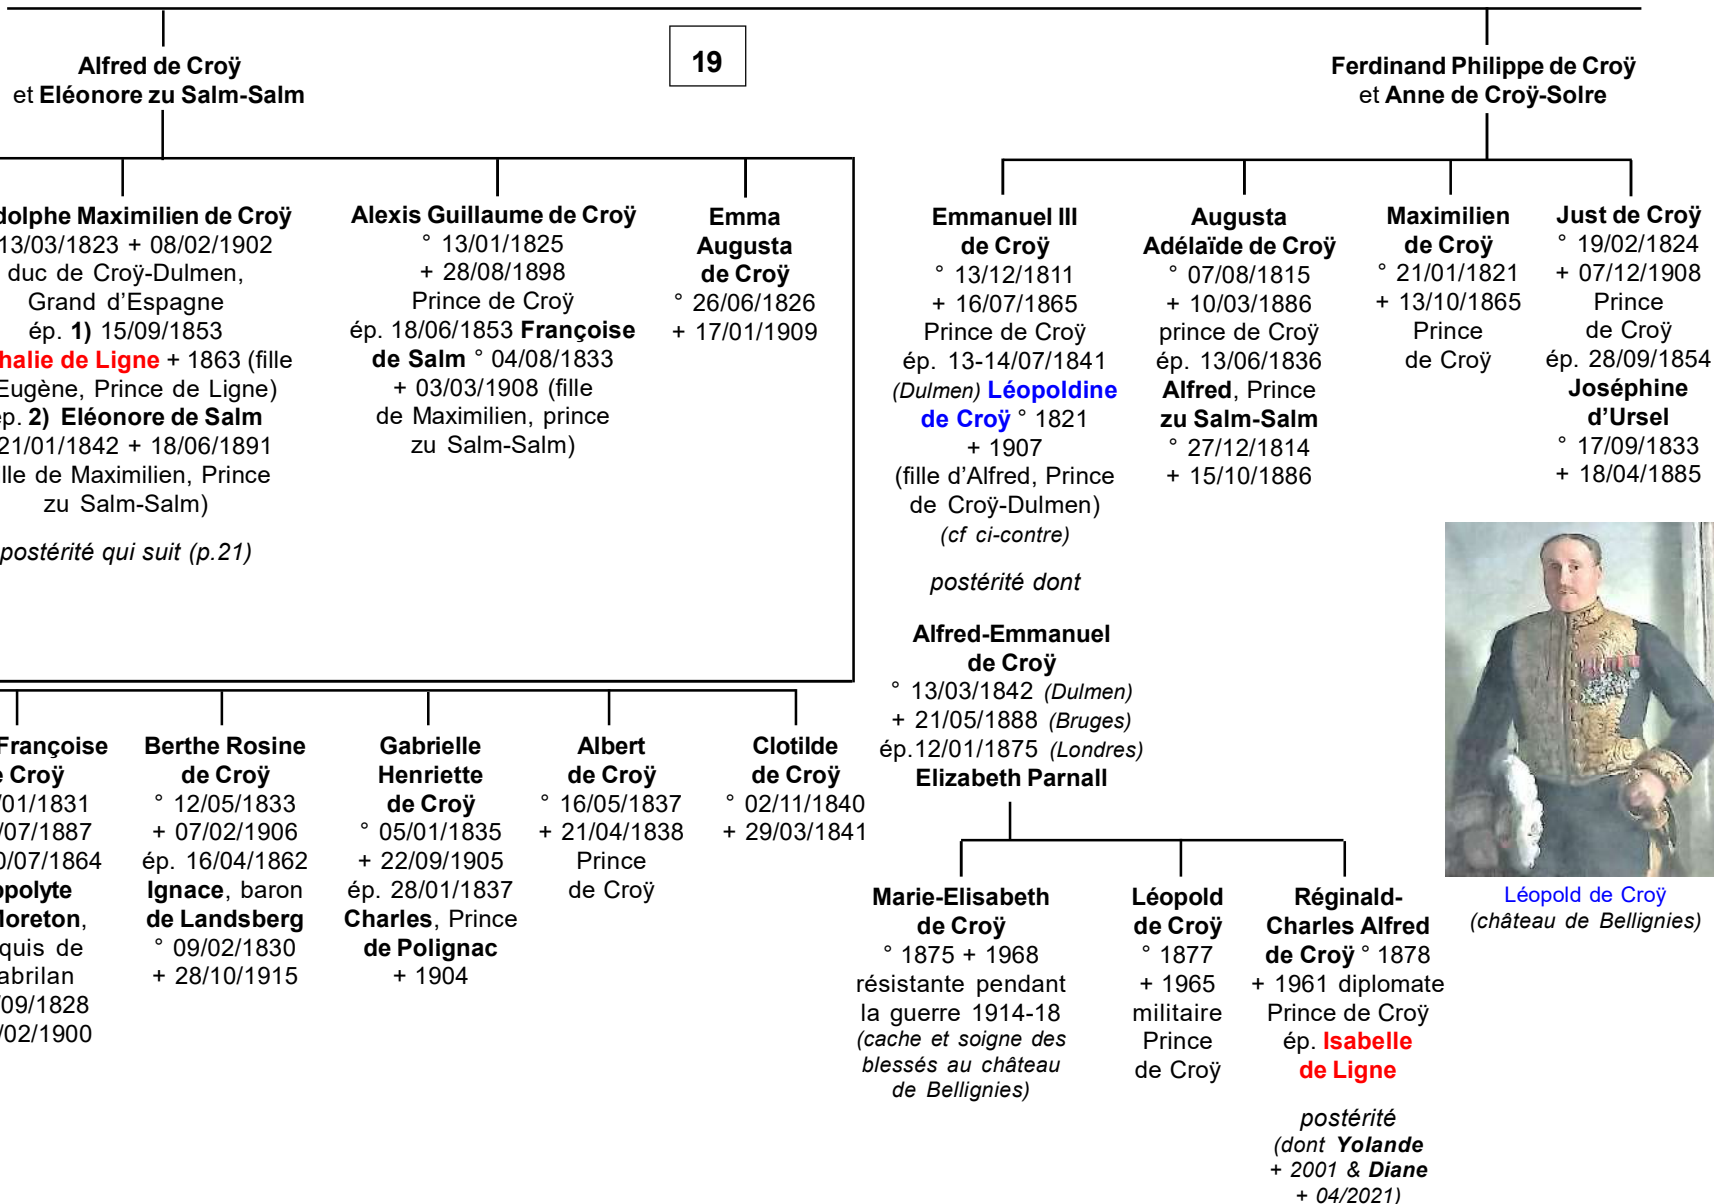 Alfred de Croÿ
et Eléonore zu Salm-Salm
19
Ferdinand Philippe de Croÿ
et Anne de Croÿ-Solre
dolphe Maximilien de Croÿ
13/03/1823 + 08/02/1902
duc de Croÿ-Dulmen,
Grand d’Espagne
ép. 1) 15/09/1853
halie de Ligne + 1863 (fille
Eugène, Prince de Ligne)
p. 2) Eléonore de Salm
21/01/1842 + 18/06/1891
lle de Maximilien, Prince
zu Salm-Salm)
postérité qui suit (p.21)
Alexis Guillaume de Croÿ
° 13/01/1825
+ 28/08/1898
Prince de Croÿ
ép. 18/06/1853 Françoise
de Salm ° 04/08/1833
+ 03/03/1908 (fille
de Maximilien, prince
zu Salm-Salm)
Emma
Augusta
de Croÿ
° 26/06/1826
+ 17/01/1909
Emmanuel III
de Croÿ
° 13/12/1811
+ 16/07/1865
Prince de Croÿ
ép. 13-14/07/1841
(Dulmen) Léopoldine
de Croÿ ° 1821
+ 1907
(fille d’Alfred, Prince
de Croÿ-Dulmen)
(cf ci-contre)
postérité dont
Alfred-Emmanuel
de Croÿ
° 13/03/1842 (Dulmen)
+ 21/05/1888 (Bruges)
ép.12/01/1875 (Londres)
Elizabeth Parnall
Augusta
Adélaïde de Croÿ
° 07/08/1815
+ 10/03/1886
prince de Croÿ
ép. 13/06/1836
Alfred, Prince
zu Salm-Salm
° 27/12/1814
+ 15/10/1886
Maximilien
de Croÿ
° 21/01/1821
+ 13/10/1865
Prince
de Croÿ
Just de Croÿ
° 19/02/1824
+ 07/12/1908
Prince
de Croÿ
ép. 28/09/1854
Joséphine
d’Ursel
° 17/09/1833
+ 18/04/1885
Françoise
e Croÿ
/01/1831
/07/1887
0/07/1864
ppolyte
Moreton,
quis de
abrilan
/09/1828
/02/1900
Berthe Rosine
de Croÿ
° 12/05/1833
+ 07/02/1906
ép. 16/04/1862
Ignace, baron
de Landsberg
° 09/02/1830
+ 28/10/1915
Gabrielle
Henriette
de Croÿ
° 05/01/1835
+ 22/09/1905
ép. 28/01/1837
Charles, Prince
de Polignac
+ 1904
Albert
de Croÿ
° 16/05/1837
+ 21/04/1838
Prince
de Croÿ
Clotilde
de Croÿ
° 02/11/1840
+ 29/03/1841
Marie-Elisabeth
de Croÿ
° 1875 + 1968
résistante pendant
la guerre 1914-18
(cache et soigne des
blessés au château
de Bellignies)
Léopold
de Croÿ
° 1877
+ 1965
militaire
Prince
de Croÿ
Réginald-
Charles Alfred
de Croÿ ° 1878
+ 1961 diplomate
Prince de Croÿ
ép. Isabelle
de Ligne
postérité
(dont Yolande
+ 2001 & Diane
+ 04/2021)
Léopold de Croÿ
(château de Bellignies)